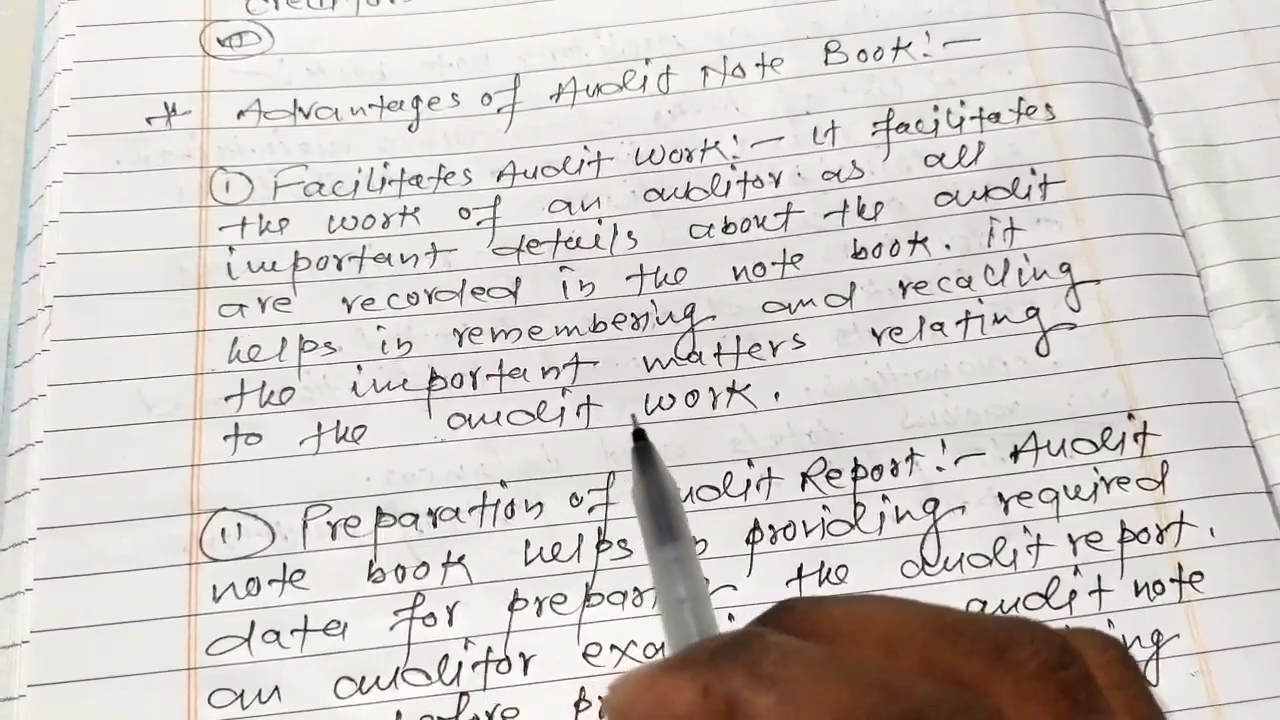 * Advantages of Audit Note Book:-
① Facilitates Audit Work:- it facilitates
the work of an auditor as all
important details about the audit
are recorded in the note book. it
helps in remembering and recalling
the important matters relating
to the audit work.
(ii) Preparation of Audit Report:- Audit
note book helps providing required
data for the audit report.
an auditor audit note
before